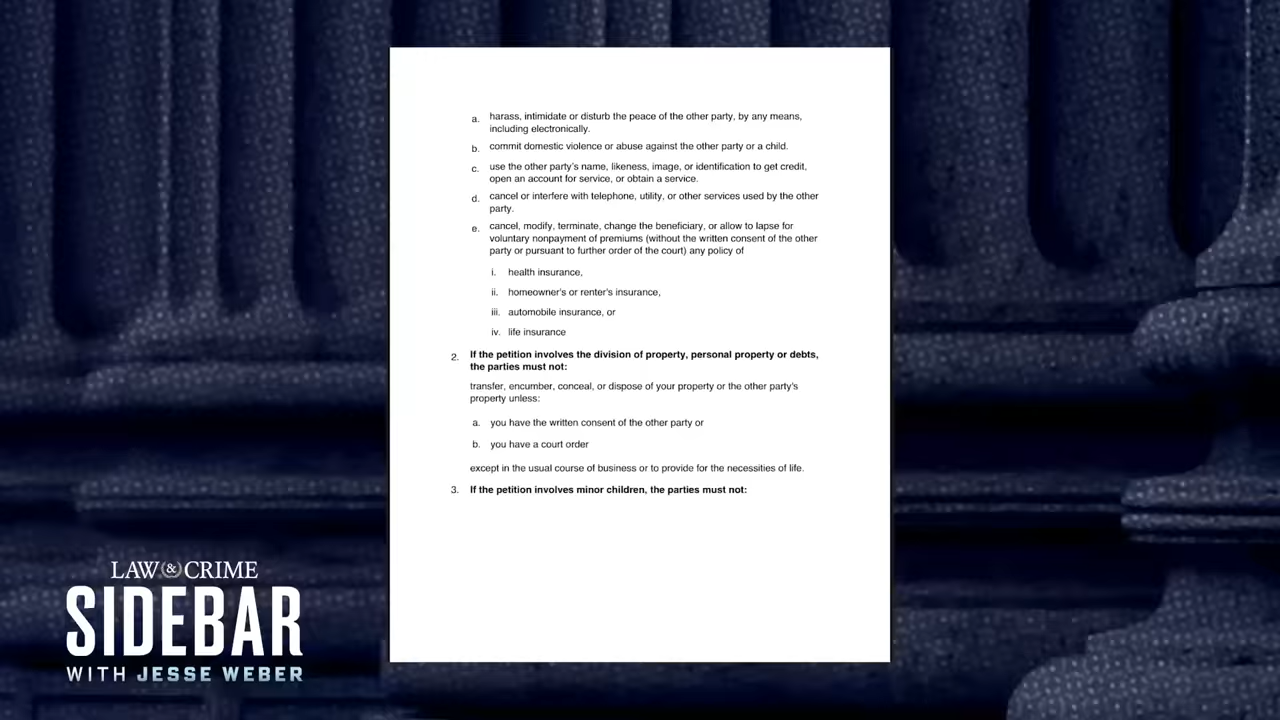 a. harass, intimidate or disturb the peace of the other party, by any means,
including electronically.
b. commit domestic violence or abuse against the other party or a child.
c. use the other party's name, likeness, image, or identification to get credit,
open an account for service, or obtain a service.
d. cancel or interfere with telephone, utility, or other services used by the other
party.
e. cancel, modify, terminate, change the beneficiary, or allow to lapse for
voluntary nonpayment of premiums (without the written consent of the other
party or pursuant to further order of the court) any policy of
i. health insurance,
ii. homeowner's or renter's insurance,
iii. automobile insurance, or
iv. life insurance
2. If the petition involves the division of property, personal property or debts,
the parties must not:
transfer, encumber, conceal, or dispose of your property or the other party's
property unless:
a. you have the written consent of the other party or
b. you have a court order
except in the usual course of business or to provide for the necessities of life.
3. If the petition involves minor children, the parties must not:
LAW & CRIME
SIDEBAR
WITH JESSE WEBER